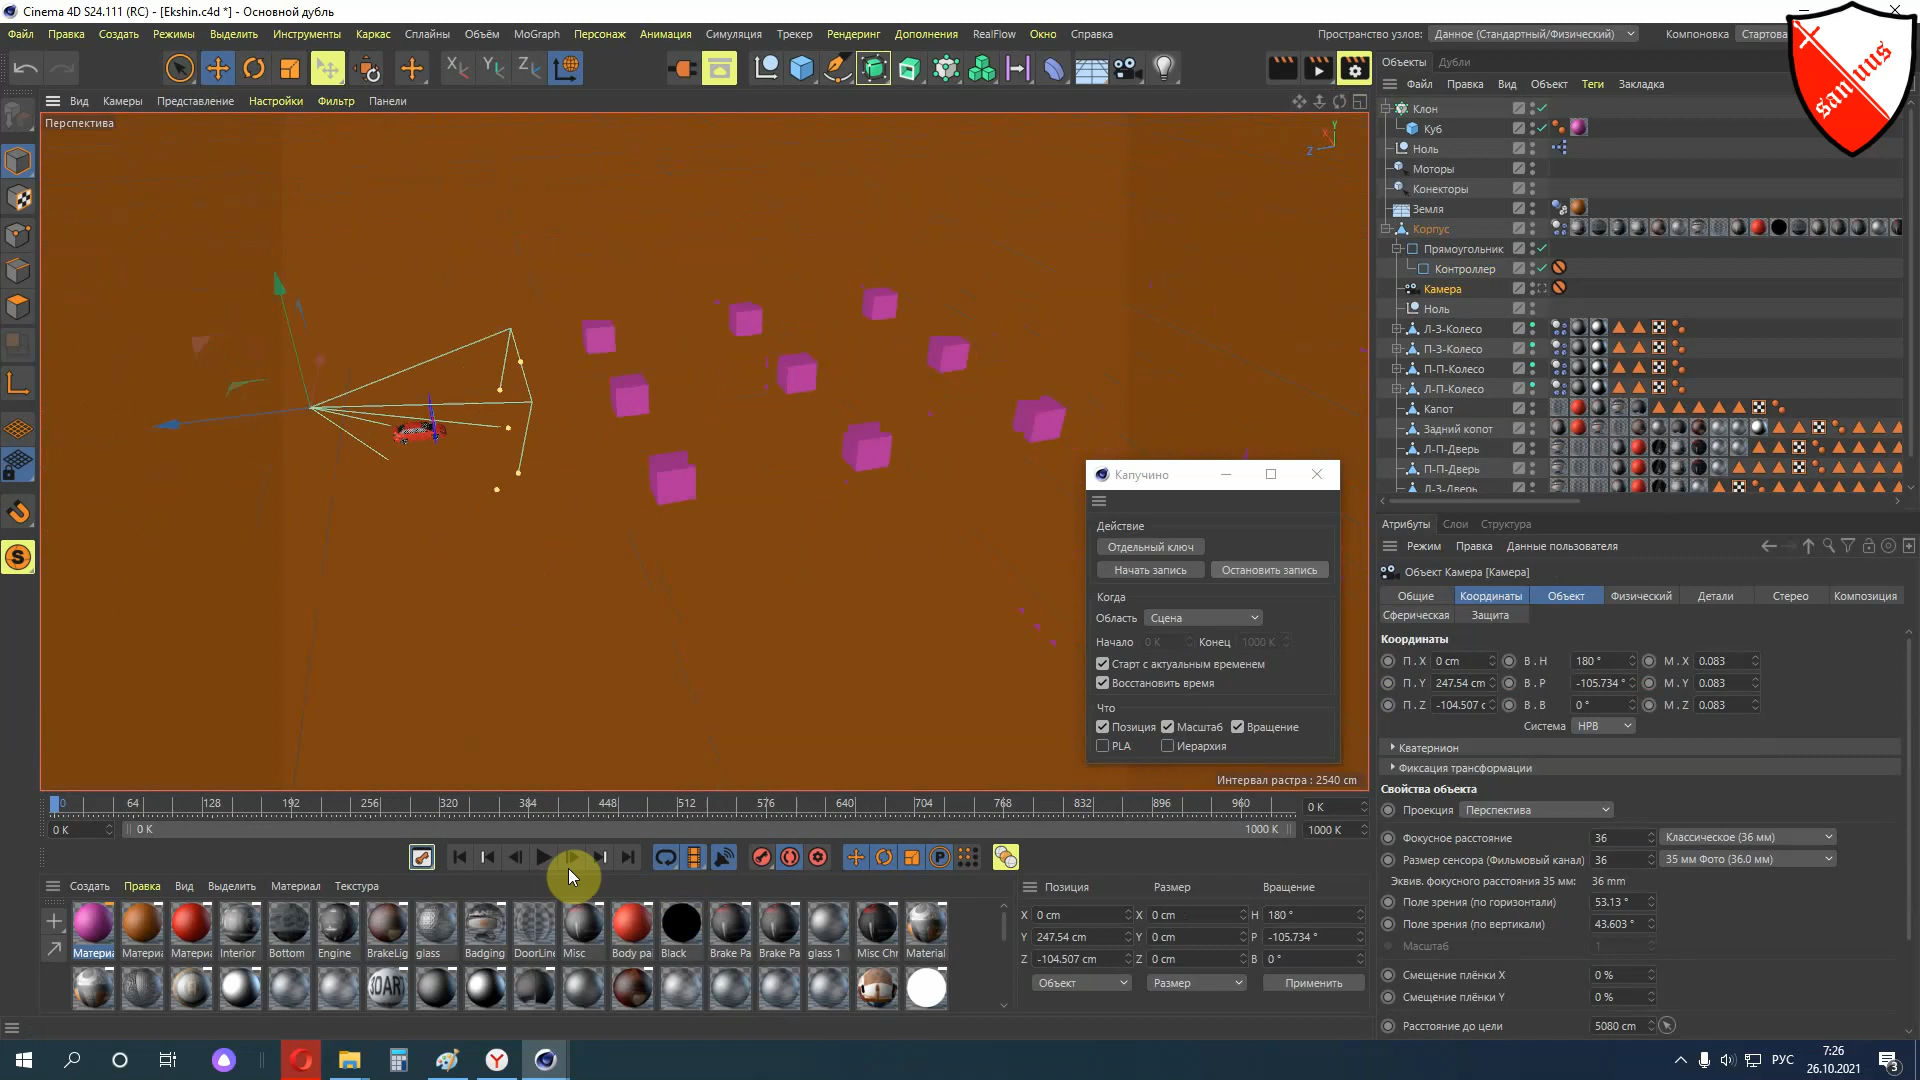 Cinema 4D S24.111 (RC) - [Ekshin.c4d *] - Основной дубль
Файл Правка Создать Режимы Выделить Инструменты Каркас Сплайны Объём MoGraph Персонаж Анимация Симуляция Трекер Рендеринг Дополнения RealFlow Окно Справка Пространство узлов: Данное (Стандартный/Физический) Компоновка Стартова
sanuus
Объекты Дубли
Файл Правка Вид Объект Теги Закладка
Вид Камеры Представление Настройки Фильтр Панели
Перспектива
Y
X
Z
Клон
Куб
Ноль
Моторы
Конекторы
Земля
Корпус
Прямоугольник
Контроллер
Камера
Ноль
Л-З-Колесо
П-З-Колесо
П-П-Колесо
Л-П-Колесо
Капот
Задний копот
Л-П-Дверь
П-П-Дверь
Л-З-Дверь
Капучино
Действие
Отдельный ключ
Начать запись Остановить запись
Когда
Область Сцена
Начало 0 K Конец 1000 K
Старт с актуальным временем
Восстановить время
Что
Позиция Масштаб Вращение
PLA Иерархия
Интервал растра : 2540 cm
Атрибуты Слои Структура
Режим Правка Данные пользователя
Объект Камера [Камера]
Общие Координаты Объект Физический Детали Стерео Композиция
Сферическая Защита
Координаты
П . X 0 cm В . H 180 ° М . X 0.083
П . Y 247.54 cm В . P -105.734 ° М . Y 0.083
П . Z -104.507 c В . B 0 ° М . Z 0.083
Система HPB
Кватернион
Фиксация трансформации
Свойства объекта
Проекция Перспектива
Фокусное расстояние 36 Классическое (36 мм)
Размер сенсора (Фильмовый канал) 36 35 мм Фото (36.0 мм)
Эквив. фокусного расстояния 35 мм: 36 mm
Поле зрения (по горизонтали) 53.13 °
Поле зрения (по вертикали) 43.603 °
Масштаб 1
Смещение плёнки X 0 %
Смещение плёнки Y 0 %
Расстояние до цели 5080 cm
0 64 128 192 256 320 384 448 512 576 640 704 768 832 896 960 0 K
0 K 0 K 1000 K 1000 K
Создать Правка Вид Выделить Материал Текстура
Материа Материа Материа Interior Bottom Engine BrakeLig glass Badging DoorLine Misc Body pai Black Brake Pa Brake Pa glass 1 Misc Chr Material
Позиция Размер Вращение
X 0 cm X 0 cm H 180 °
Y 247.54 cm Y 0 cm P -105.734 °
Z -104.507 cm Z 0 cm B 0 °
Объект Размер Применить
РУС
7:26
26.10.2021
3